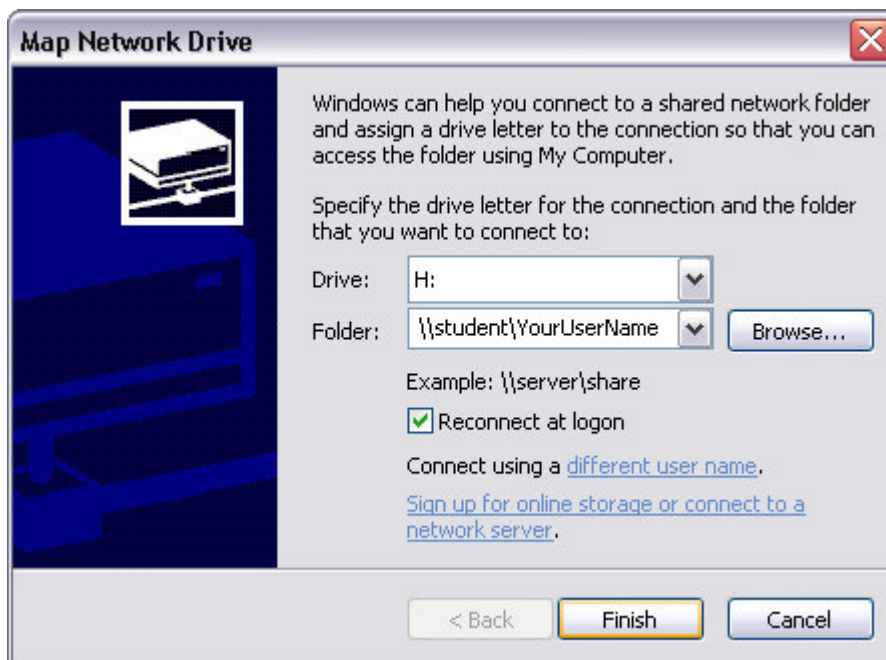 Map Network Drive
Windows can help you connect to a shared network folder
and assign a drive letter to the connection so that you can
access the folder using My Computer.
Specify the drive letter for the connection and the folder
that you want to connect to:
Drive: H:
Folder: \\student\YourUserName Browse...
Example: \\server\share
Reconnect at logon
Connect using a different user name.
Sign up for online storage or connect to a
network server.
< Back Finish Cancel